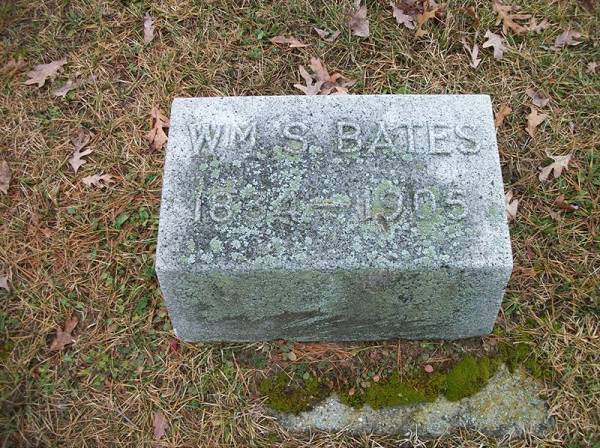 WM. S. BATES
1834 — 1905